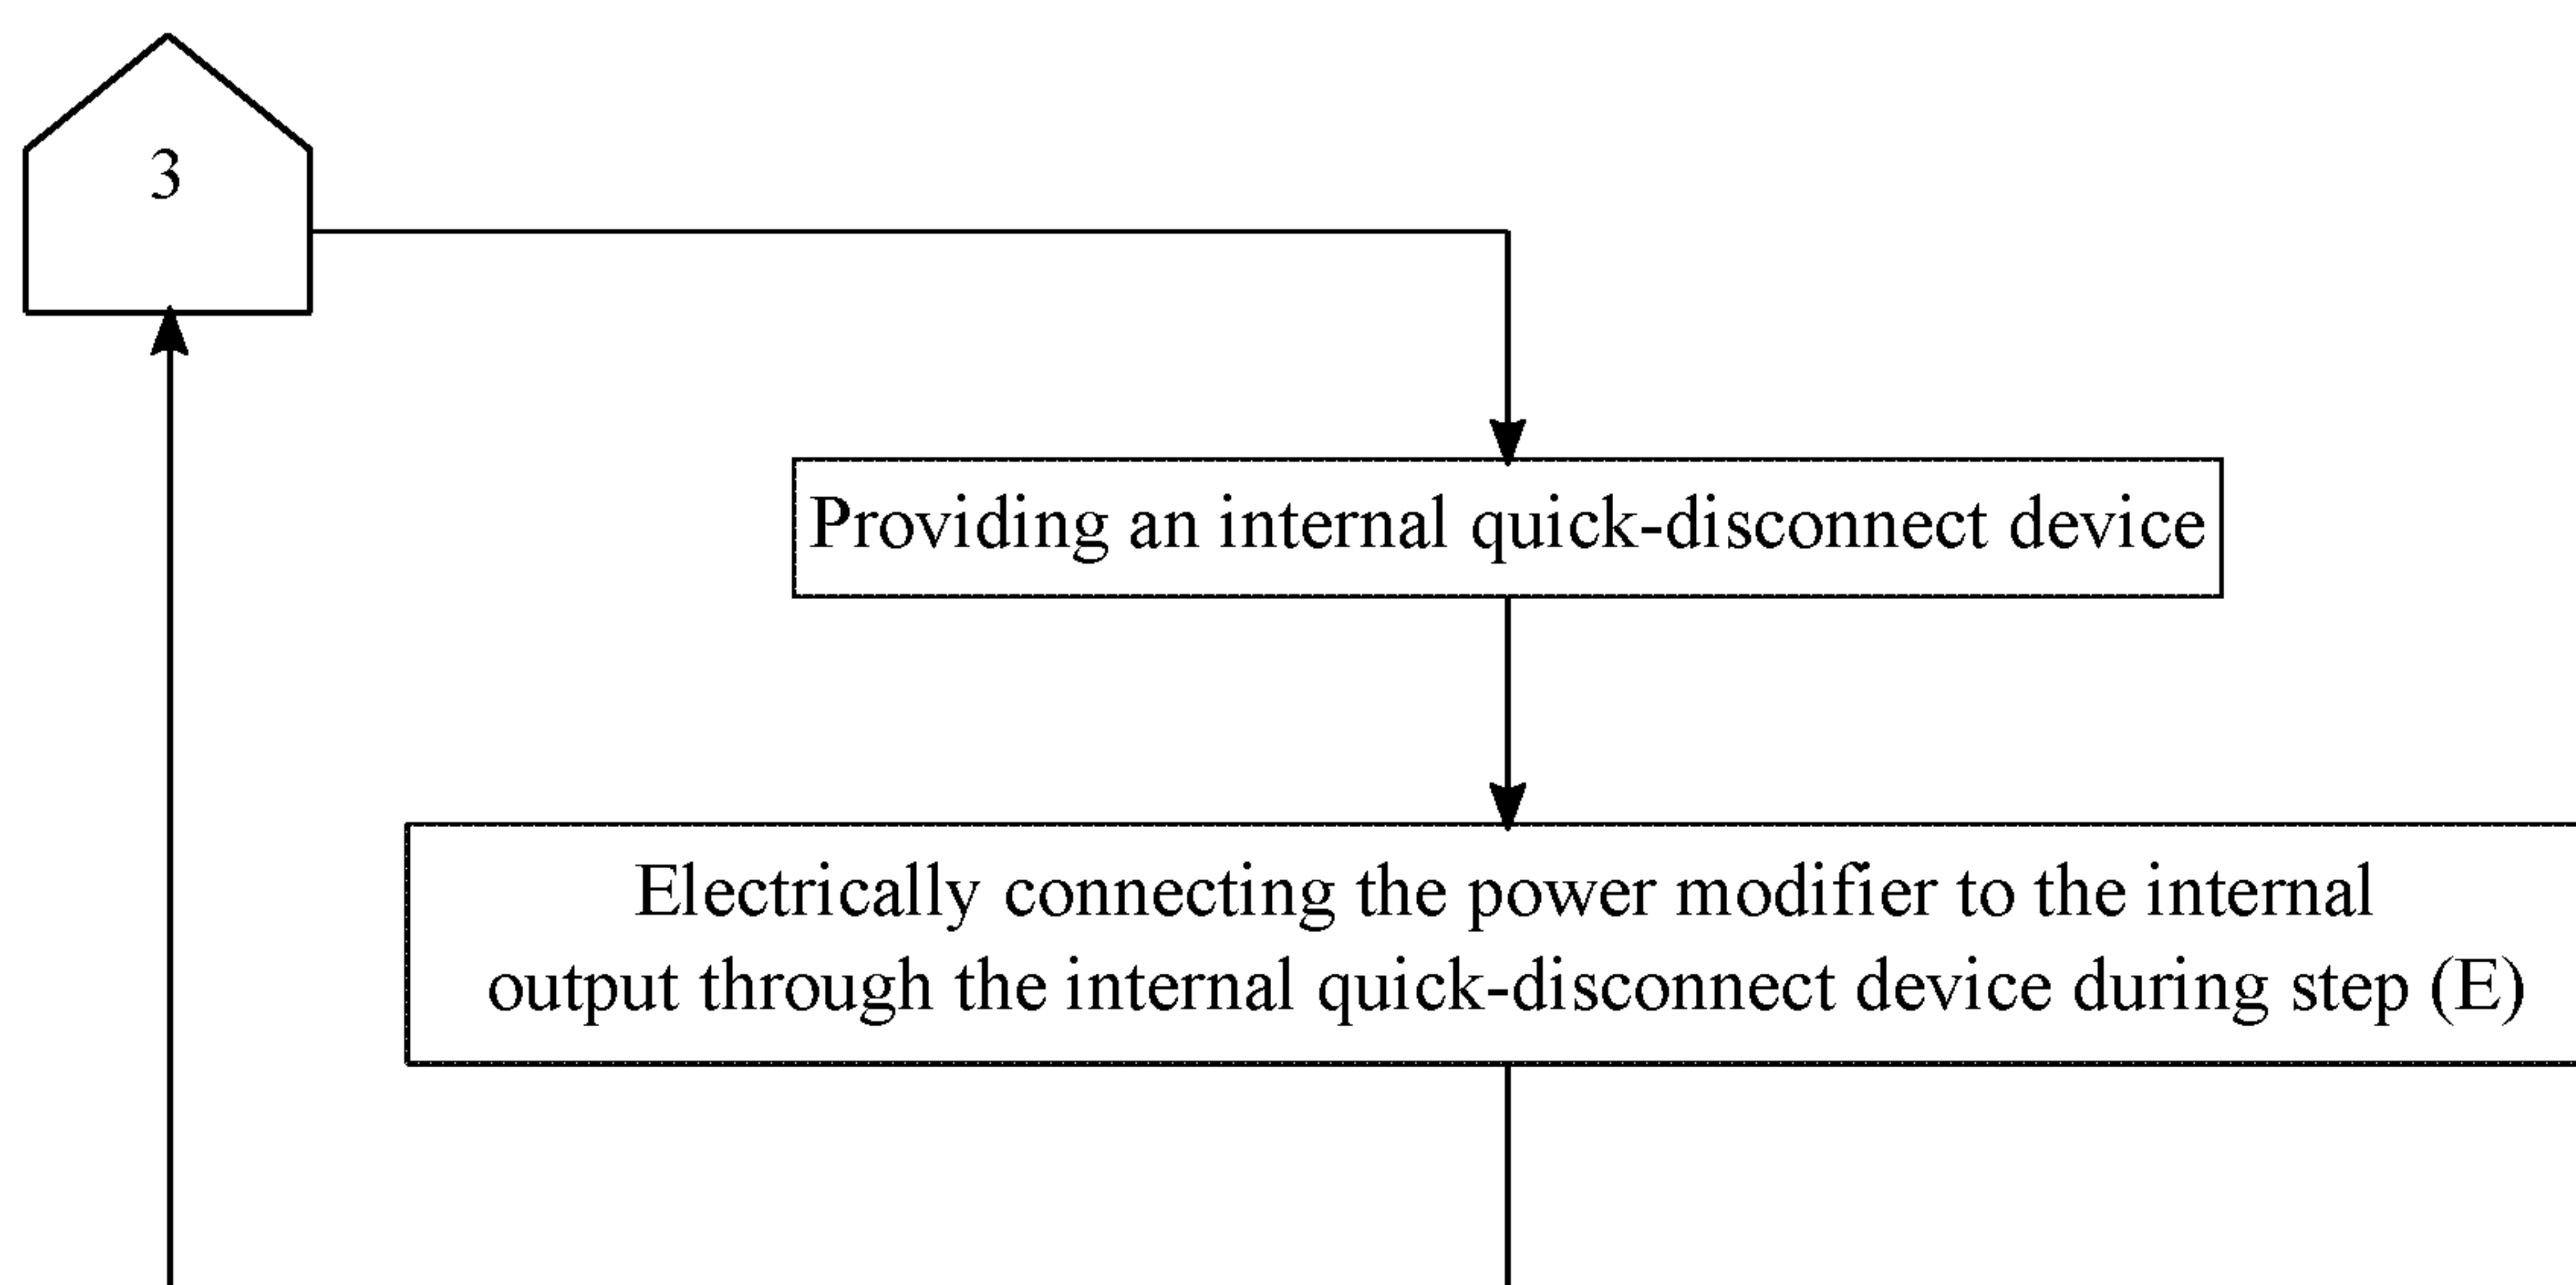 3
Providing an internal quick-disconnect device
Electrically connecting the power modifier to the internal
output through the internal quick-disconnect device during step (E)